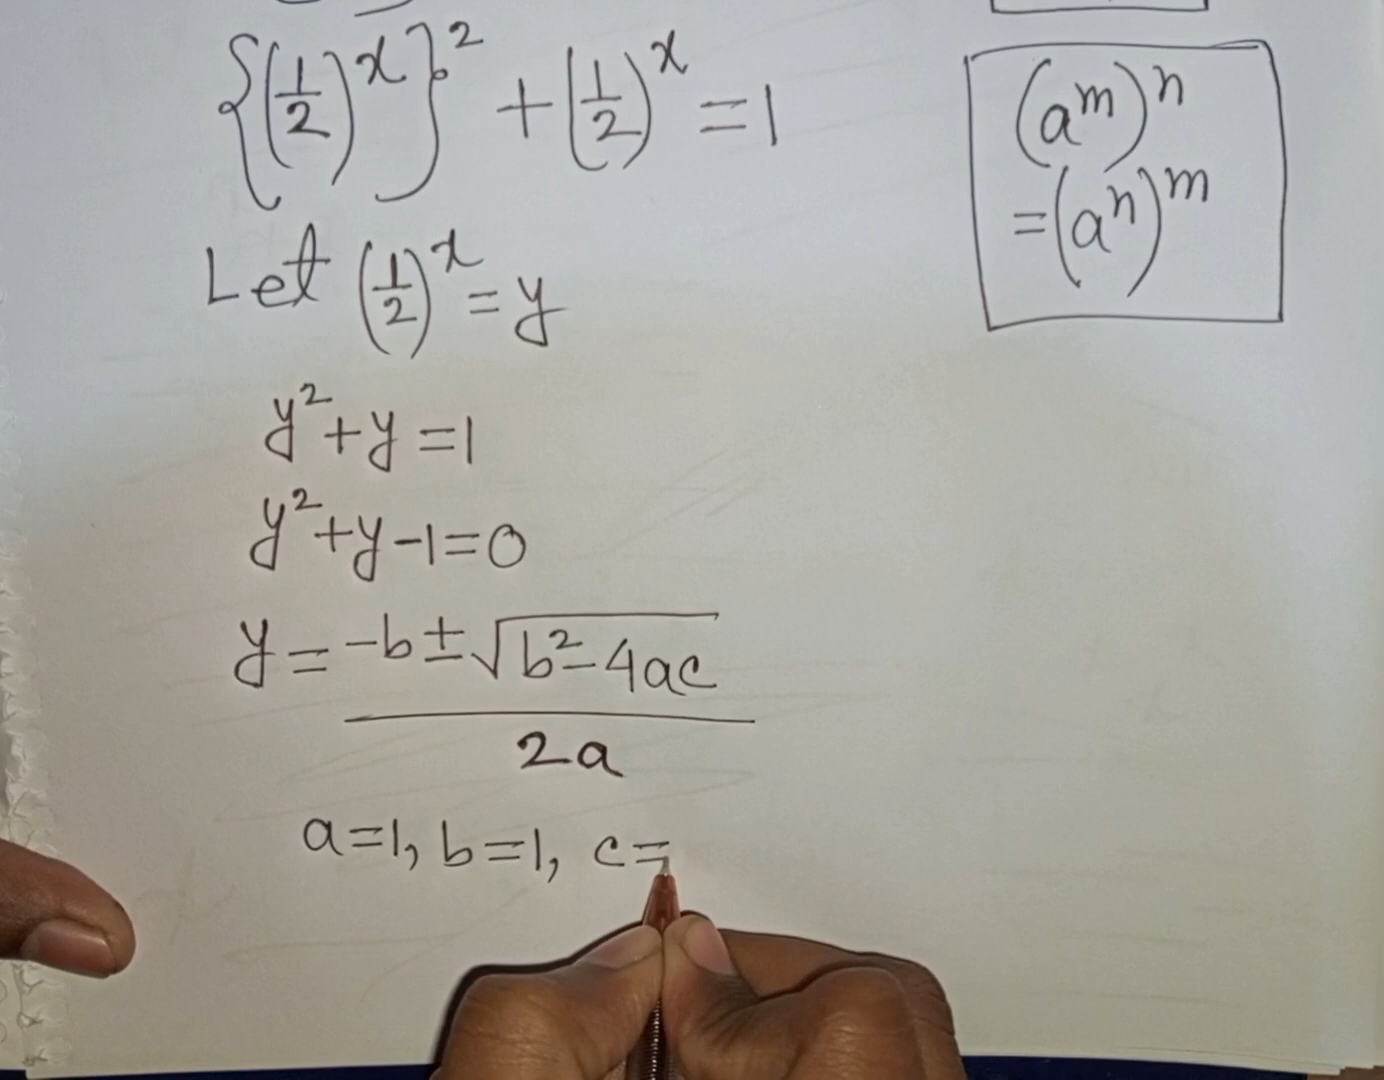 {(1/2)^x}^2 + (1/2)^x = 1
Let (1/2)^x = y
y^2 + y = 1
y^2 + y - 1 = 0
y = (-b ± √(b^2 - 4ac)) / 2a
a = 1, b = 1, c =
(a^m)^n
= (a^n)^m